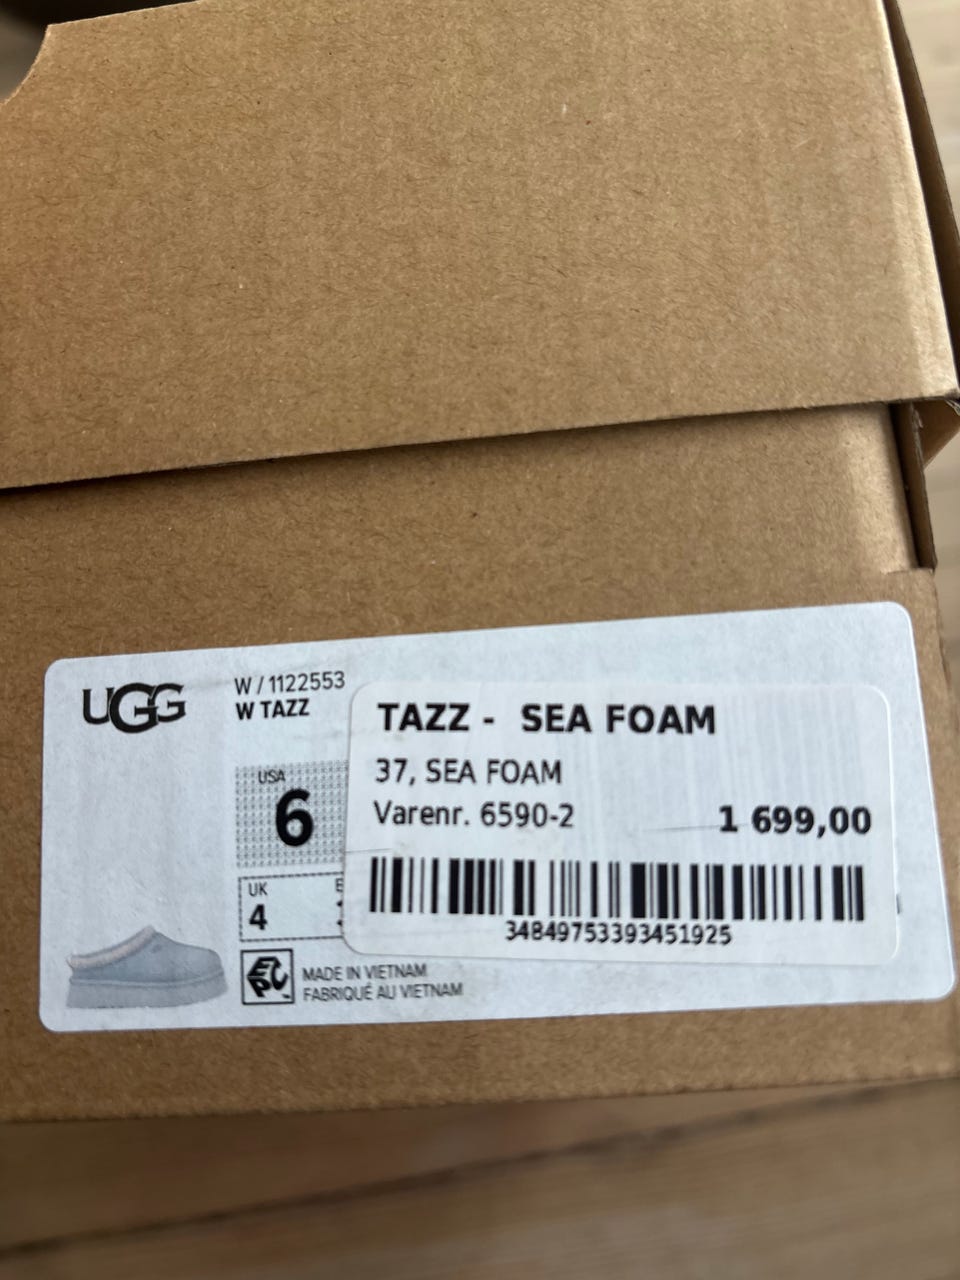 UGG
W / 1122553
W TAZZ
USA
6
UK
4
TAZZ - SEA FOAM
37, SEA FOAM
Varenr. 6590-2
1 699,00
34849753393451925
MADE IN VIETNAM
FABRIQUÉ AU VIETNAM